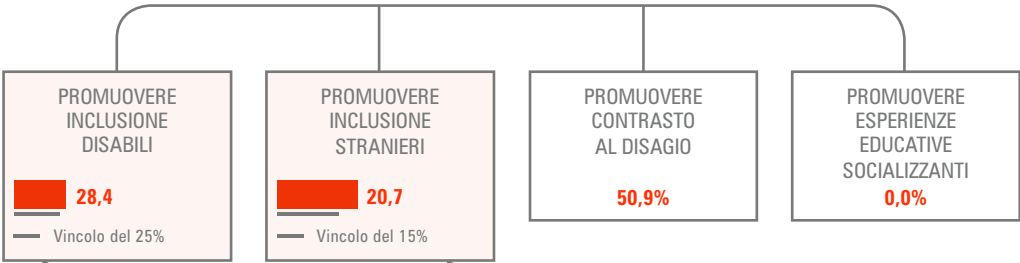 PROMUOVERE
INCLUSIONE
DISABILI
28,4
Vincolo del 25%
PROMUOVERE
INCLUSIONE
STRANIERI
20,7
Vincolo del 15%
PROMUOVERE
CONTRASTO
AL DISAGIO
50,9%
PROMUOVERE
ESPERIENZE
EDUCATIVE
SOCIALIZZANTI
0,0%